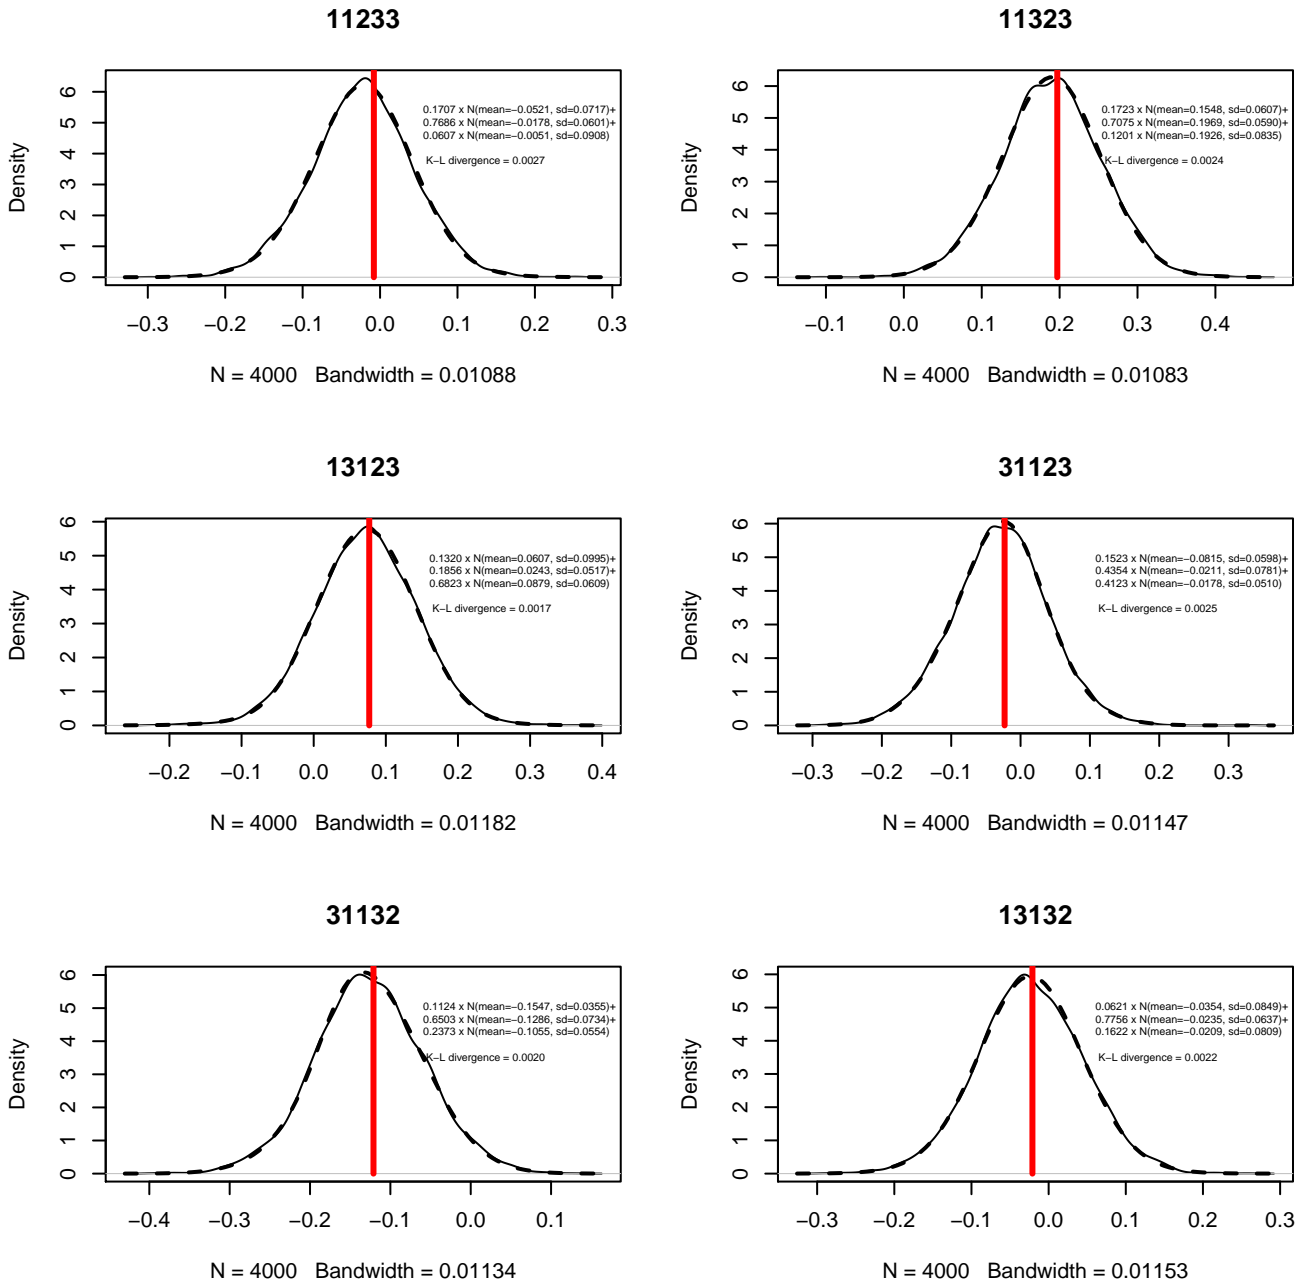 11233
Density
0 1 2 3 4 5 6
0.1707 x N(mean=−0.0521, sd=0.0717)+
0.7686 x N(mean=−0.0178, sd=0.0601)+
0.0607 x N(mean=−0.0051, sd=0.0908)
K−L divergence = 0.0027
−0.3 −0.2 −0.1 0.0 0.1 0.2 0.3
N = 4000 Bandwidth = 0.01088
11323
Density
0 1 2 3 4 5 6
0.1723 x N(mean=0.1548, sd=0.0607)+
0.7075 x N(mean=0.1969, sd=0.0590)+
0.1201 x N(mean=0.1926, sd=0.0835)
K−L divergence = 0.0024
−0.1 0.0 0.1 0.2 0.3 0.4
N = 4000 Bandwidth = 0.01083
13123
Density
0 1 2 3 4 5 6
0.1320 x N(mean=0.0607, sd=0.0995)+
0.1856 x N(mean=0.0243, sd=0.0517)+
0.6823 x N(mean=0.0879, sd=0.0609)
K−L divergence = 0.0017
−0.2 −0.1 0.0 0.1 0.2 0.3 0.4
N = 4000 Bandwidth = 0.01182
31123
Density
0 1 2 3 4 5 6
0.1523 x N(mean=−0.0815, sd=0.0598)+
0.4354 x N(mean=−0.0211, sd=0.0781)+
0.4123 x N(mean=−0.0178, sd=0.0510)
K−L divergence = 0.0025
−0.3 −0.2 −0.1 0.0 0.1 0.2 0.3
N = 4000 Bandwidth = 0.01147
31132
Density
0 1 2 3 4 5 6
0.1124 x N(mean=−0.1547, sd=0.0355)+
0.6503 x N(mean=−0.1286, sd=0.0734)+
0.2373 x N(mean=−0.1055, sd=0.0554)
K−L divergence = 0.0020
−0.4 −0.3 −0.2 −0.1 0.0 0.1
N = 4000 Bandwidth = 0.01134
13132
Density
0 1 2 3 4 5 6
0.0621 x N(mean=−0.0354, sd=0.0849)+
0.7756 x N(mean=−0.0235, sd=0.0637)+
0.1622 x N(mean=−0.0209, sd=0.0809)
K−L divergence = 0.0022
−0.3 −0.2 −0.1 0.0 0.1 0.2 0.3
N = 4000 Bandwidth = 0.01153